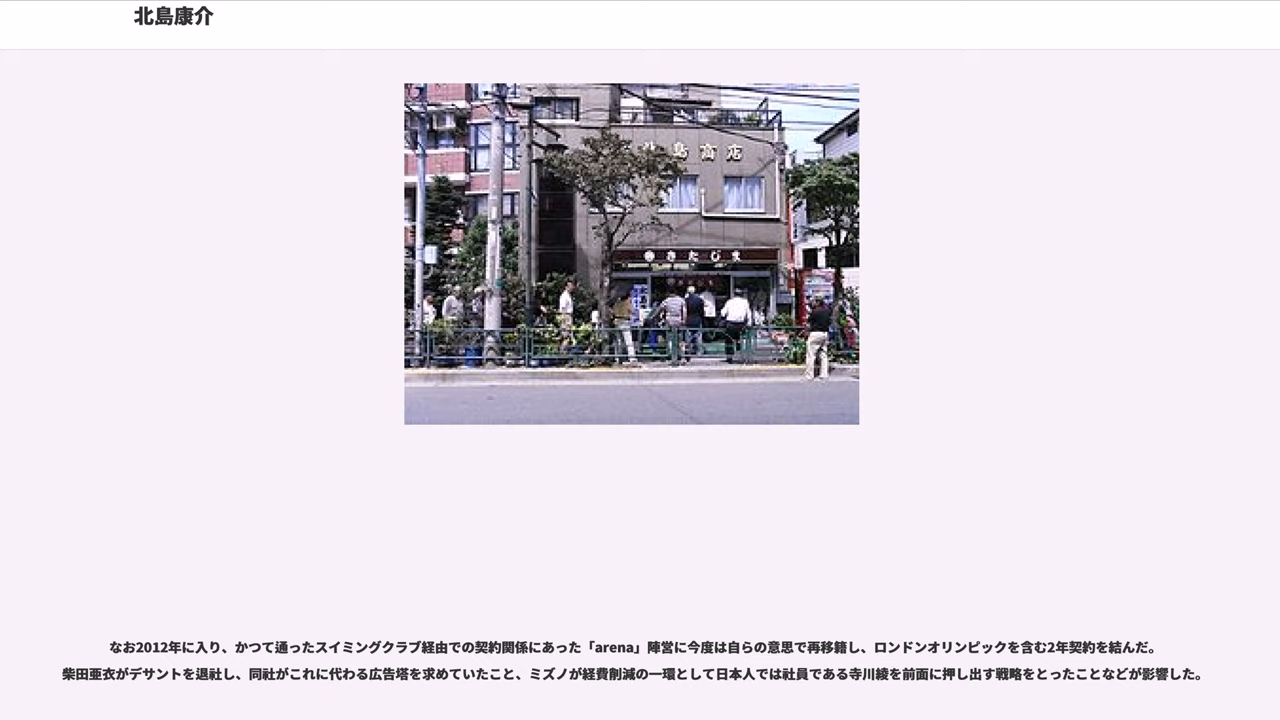 北島康介
北島商店
きたじま
なお2012年に入り、かつて通ったスイミングクラブ経由での契約関係にあった「arena」陣営に今度は自らの意思で再移籍し、ロンドンオリンピックを含む2年契約を結んだ。
柴田亜衣がデサントを退社し、同社がこれに代わる広告塔を求めていたこと、ミズノが経費削減の一環として日本人では社員である寺川綾を前面に押し出す戦略をとったことなどが影響した。